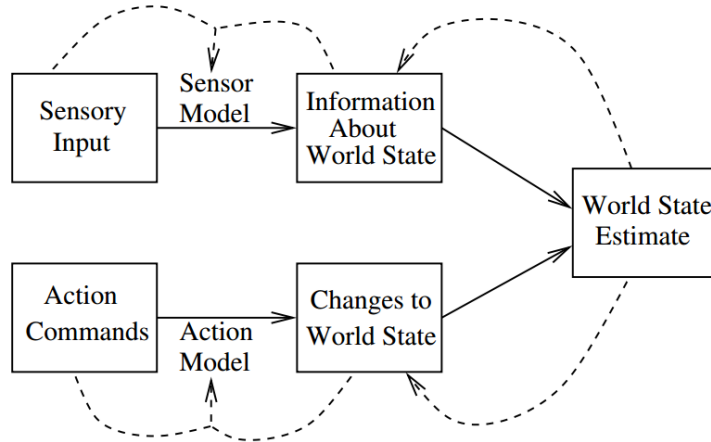 Sensory
Input
Sensor
Model
Information
About
World State
World State
Estimate
Action
Commands
Action
Model
Changes to
World State